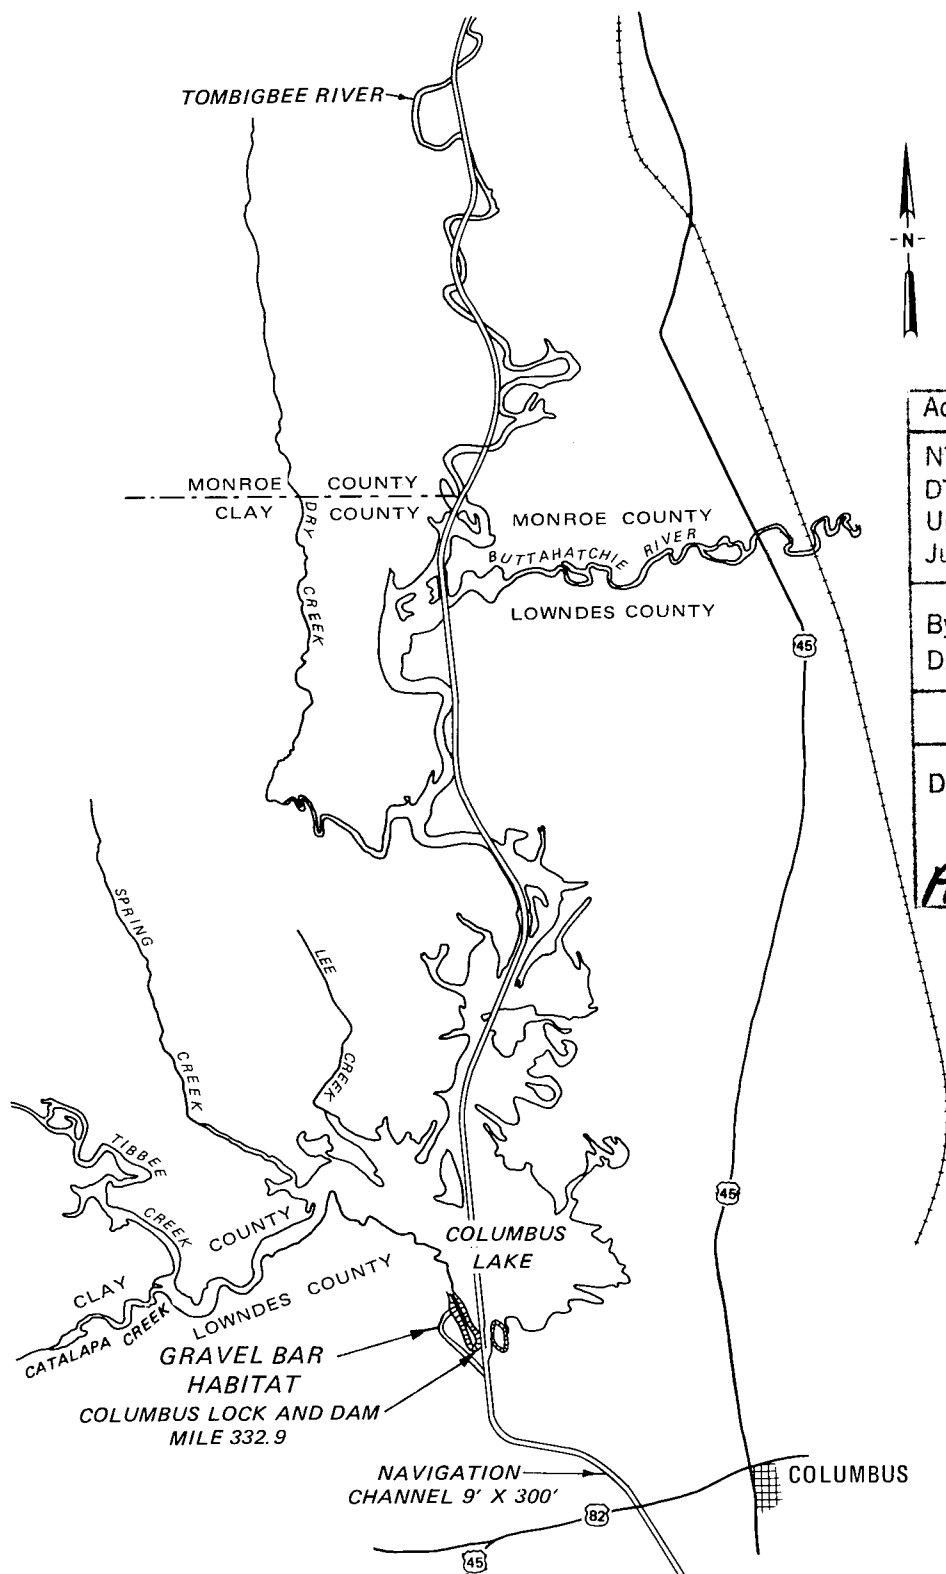 TOMBIGBEE RIVER
-N-
MONROE COUNTY
CLAY COUNTY
DRY CREEK
MONROE COUNTY
BUTTAHATCHIE RIVER
LOWNDES COUNTY
45
SPRING CREEK
LEE CREEK
TIBBEE CREEK
45
COLUMBUS
LAKE
CLAY COUNTY
LOWNDES COUNTY
CATALAPA CREEK
GRAVEL BAR
HABITAT
COLUMBUS LOCK AND DAM
MILE 332.9
NAVIGATION
CHANNEL 9' X 300'
COLUMBUS
82
45